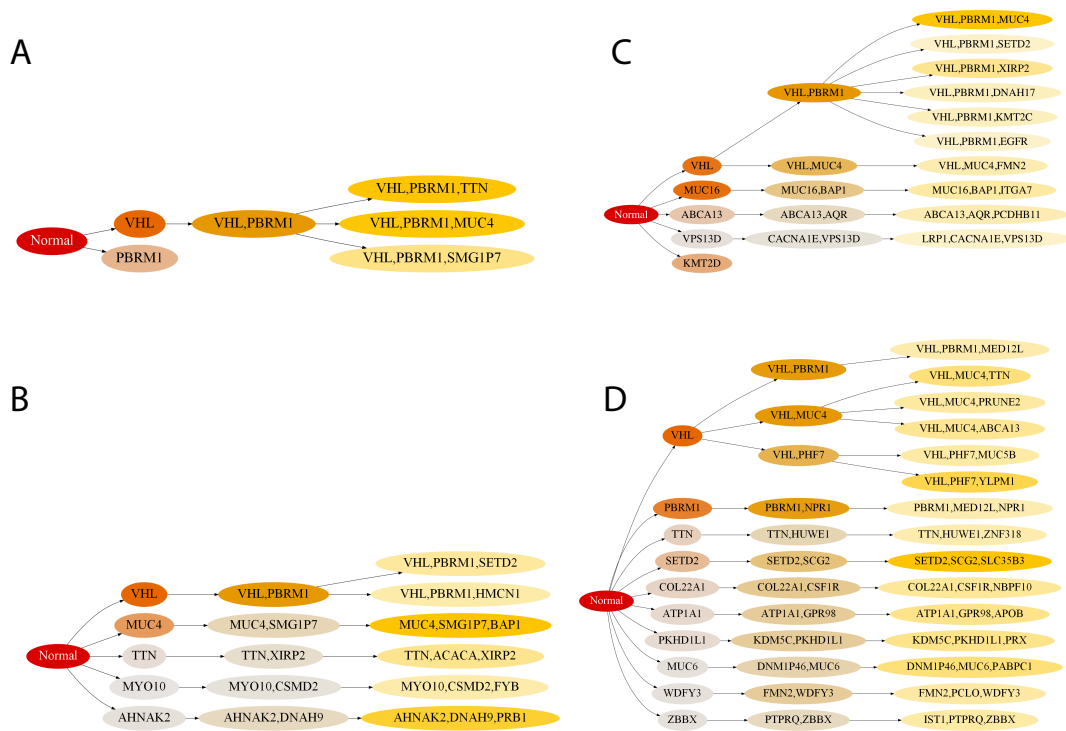 A
Normal
VHL
PBRM1
VHL,PBRM1
VHL,PBRM1,TTN
VHL,PBRM1,MUC4
VHL,PBRM1,SMG1P7
B
Normal
VHL
VHL,PBRM1
VHL,PBRM1,SETD2
VHL,PBRM1,HMCN1
MUC4
MUC4,SMG1P7
MUC4,SMG1P7,BAP1
TTN
TTN,XIRP2
TTN,ACACA,XIRP2
MYO10
MYO10,CSMD2
MYO10,CSMD2,FYB
AHNAK2
AHNAK2,DNAH9
AHNAK2,DNAH9,PRB1
C
Normal
VHL
VHL,PBRM1
VHL,PBRM1,MUC4
VHL,PBRM1,SETD2
VHL,PBRM1,XIRP2
VHL,PBRM1,DNAH17
VHL,PBRM1,KMT2C
VHL,PBRM1,EGFR
VHL,MUC4
VHL,MUC4,FMN2
MUC16
MUC16,BAP1
MUC16,BAP1,ITGA7
ABCA13
ABCA13,AQR
ABCA13,AQR,PCDHB11
VPS13D
CACNA1E,VPS13D
LRP1,CACNA1E,VPS13D
KMT2D
D
Normal
VHL
VHL,PBRM1
VHL,PBRM1,MED12L
VHL,MUC4
VHL,MUC4,TTN
VHL,MUC4,PRUNE2
VHL,MUC4,ABCA13
VHL,PHF7
VHL,PHF7,MUC5B
VHL,PHF7,YLPM1
PBRM1
PBRM1,NPR1
PBRM1,MED12L,NPR1
TTN
TTN,HUWE1
TTN,HUWE1,ZNF318
SETD2
SETD2,SCG2
SETD2,SCG2,SLC35B3
COL22A1
COL22A1,CSF1R
COL22A1,CSF1R,NBPF10
ATP1A1
ATP1A1,GPR98
ATP1A1,GPR98,APOB
PKHD1L1
KDM5C,PKHD1L1
KDM5C,PKHD1L1,PRX
MUC6
DNM1P46,MUC6
DNM1P46,MUC6,PABPC1
WDFY3
FMN2,WDFY3
FMN2,PCLO,WDFY3
ZBBX
PTPRQ,ZBBX
IST1,PTPRQ,ZBBX